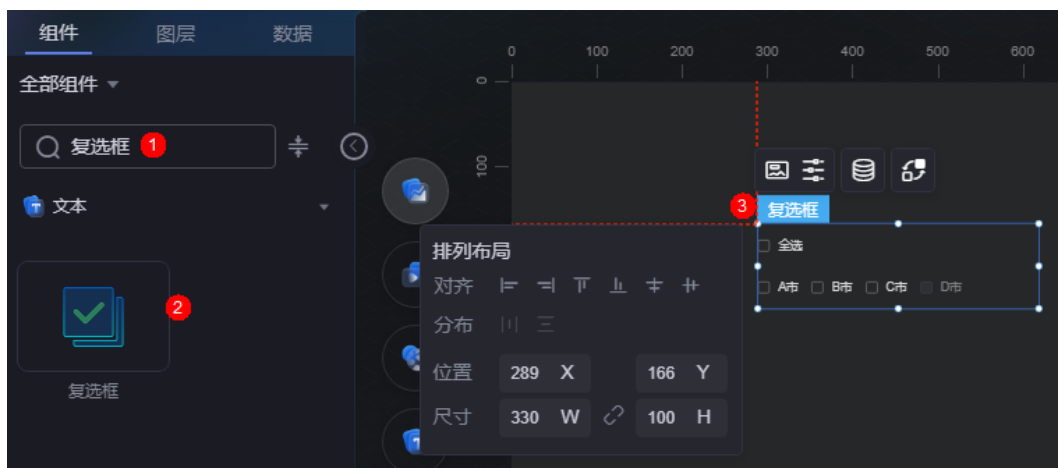 组件 图层 数据
全部组件
复选框 1
文本
2
复选框
0 100 200 300 400 500 600
0
100
3 复选框
全选
A市 B市 C市 D市
排列布局
对齐
分布
位置 289 X 166 Y
尺寸 330 W 100 H